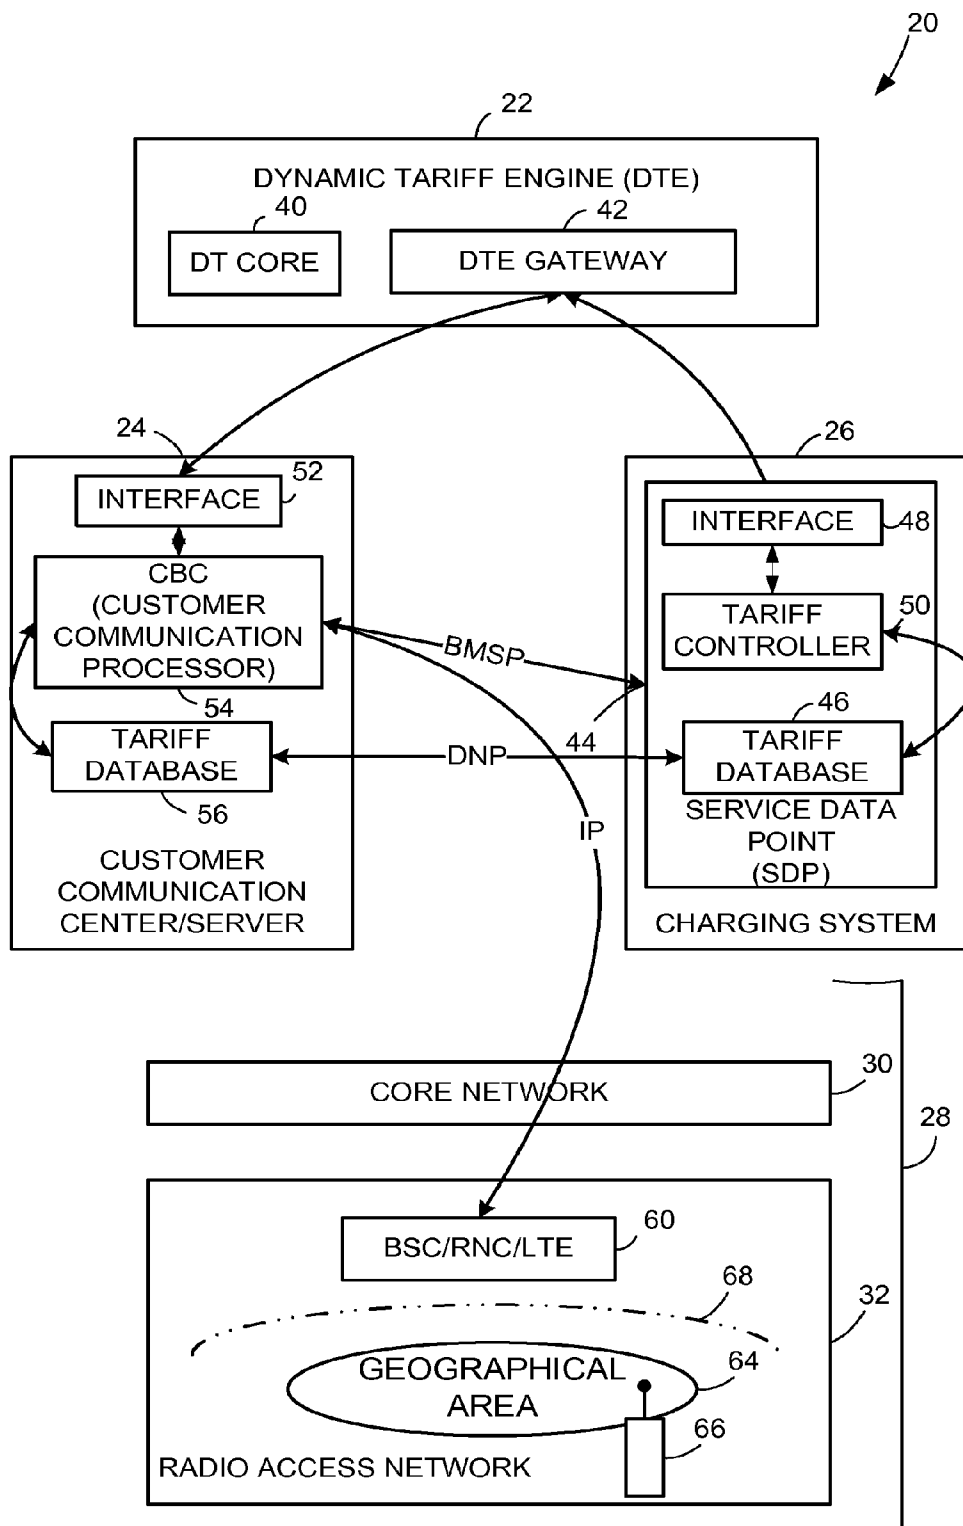 20
22
DYNAMIC TARIFF ENGINE (DTE)
40
42
DT CORE
DTE GATEWAY
24
26
52
INTERFACE
INTERFACE
48
CBC
(CUSTOMER
COMMUNICATION
PROCESSOR)
50
TARIFF
CONTROLLER
BMSP
54
46
44
TARIFF
DATABASE
DNP
TARIFF
DATABASE
56
SERVICE DATA
POINT
(SDP)
IP
CUSTOMER
COMMUNICATION
CENTER/SERVER
CHARGING SYSTEM
30
CORE NETWORK
28
60
BSC/RNC/LTE
68
32
GEOGRAPHICAL
AREA
64
66
RADIO ACCESS NETWORK